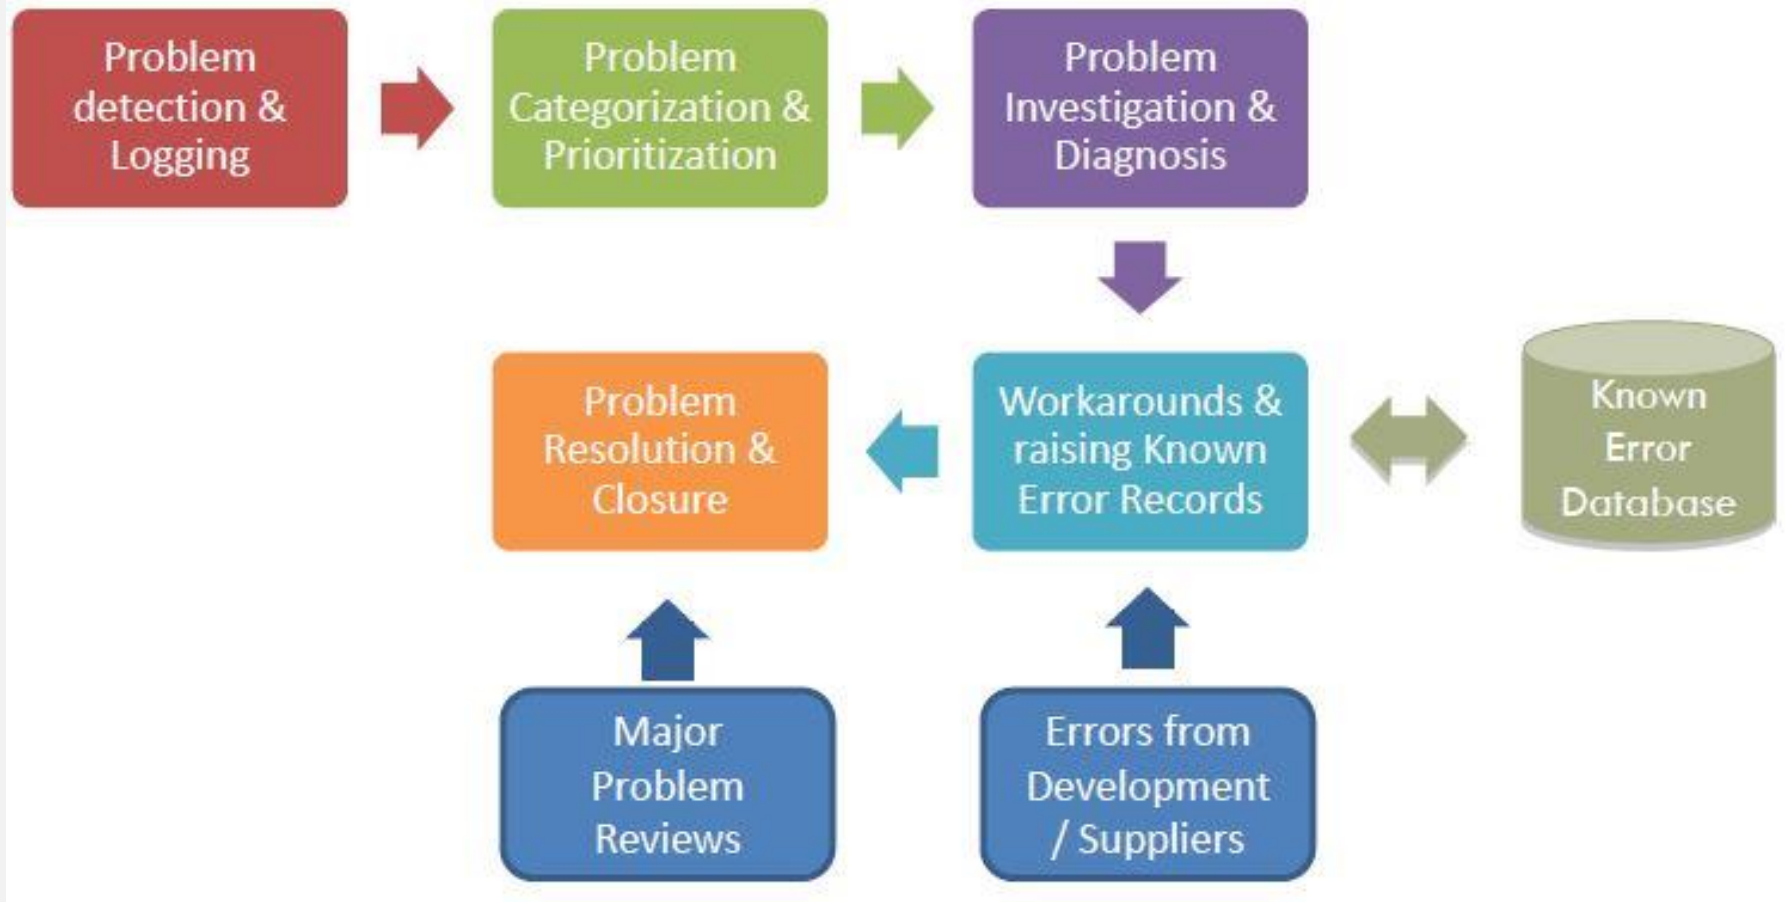 Problem
detection &
Logging
Problem
Categorization &
Prioritization
Problem
Investigation &
Diagnosis
Problem
Resolution &
Closure
Workarounds &
raising Known
Error Records
Known
Error
Database
Major
Problem
Reviews
Errors from
Development
/ Suppliers